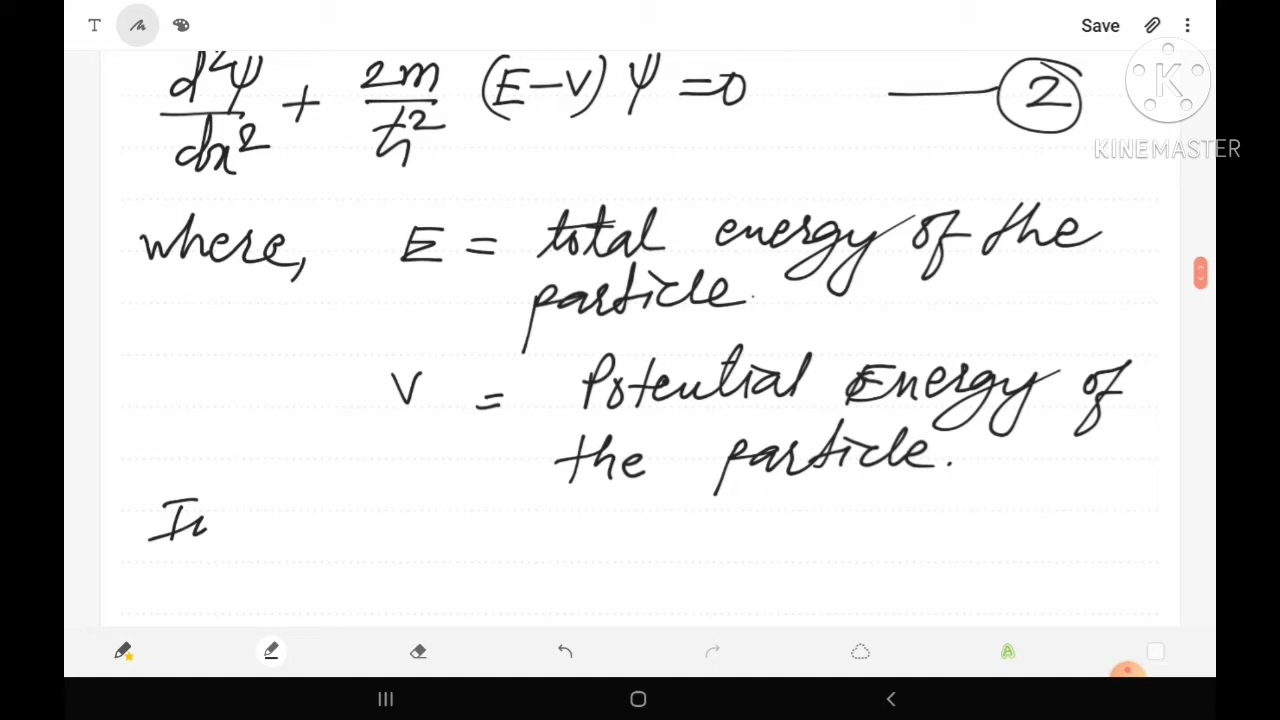 T
Save
K
KINEMASTER
d²ψ/dx² + 2m/ħ² (E-V) ψ = 0 —— 2
where, E = total energy of the
particle.
V = Potential Energy of
the particle.
A